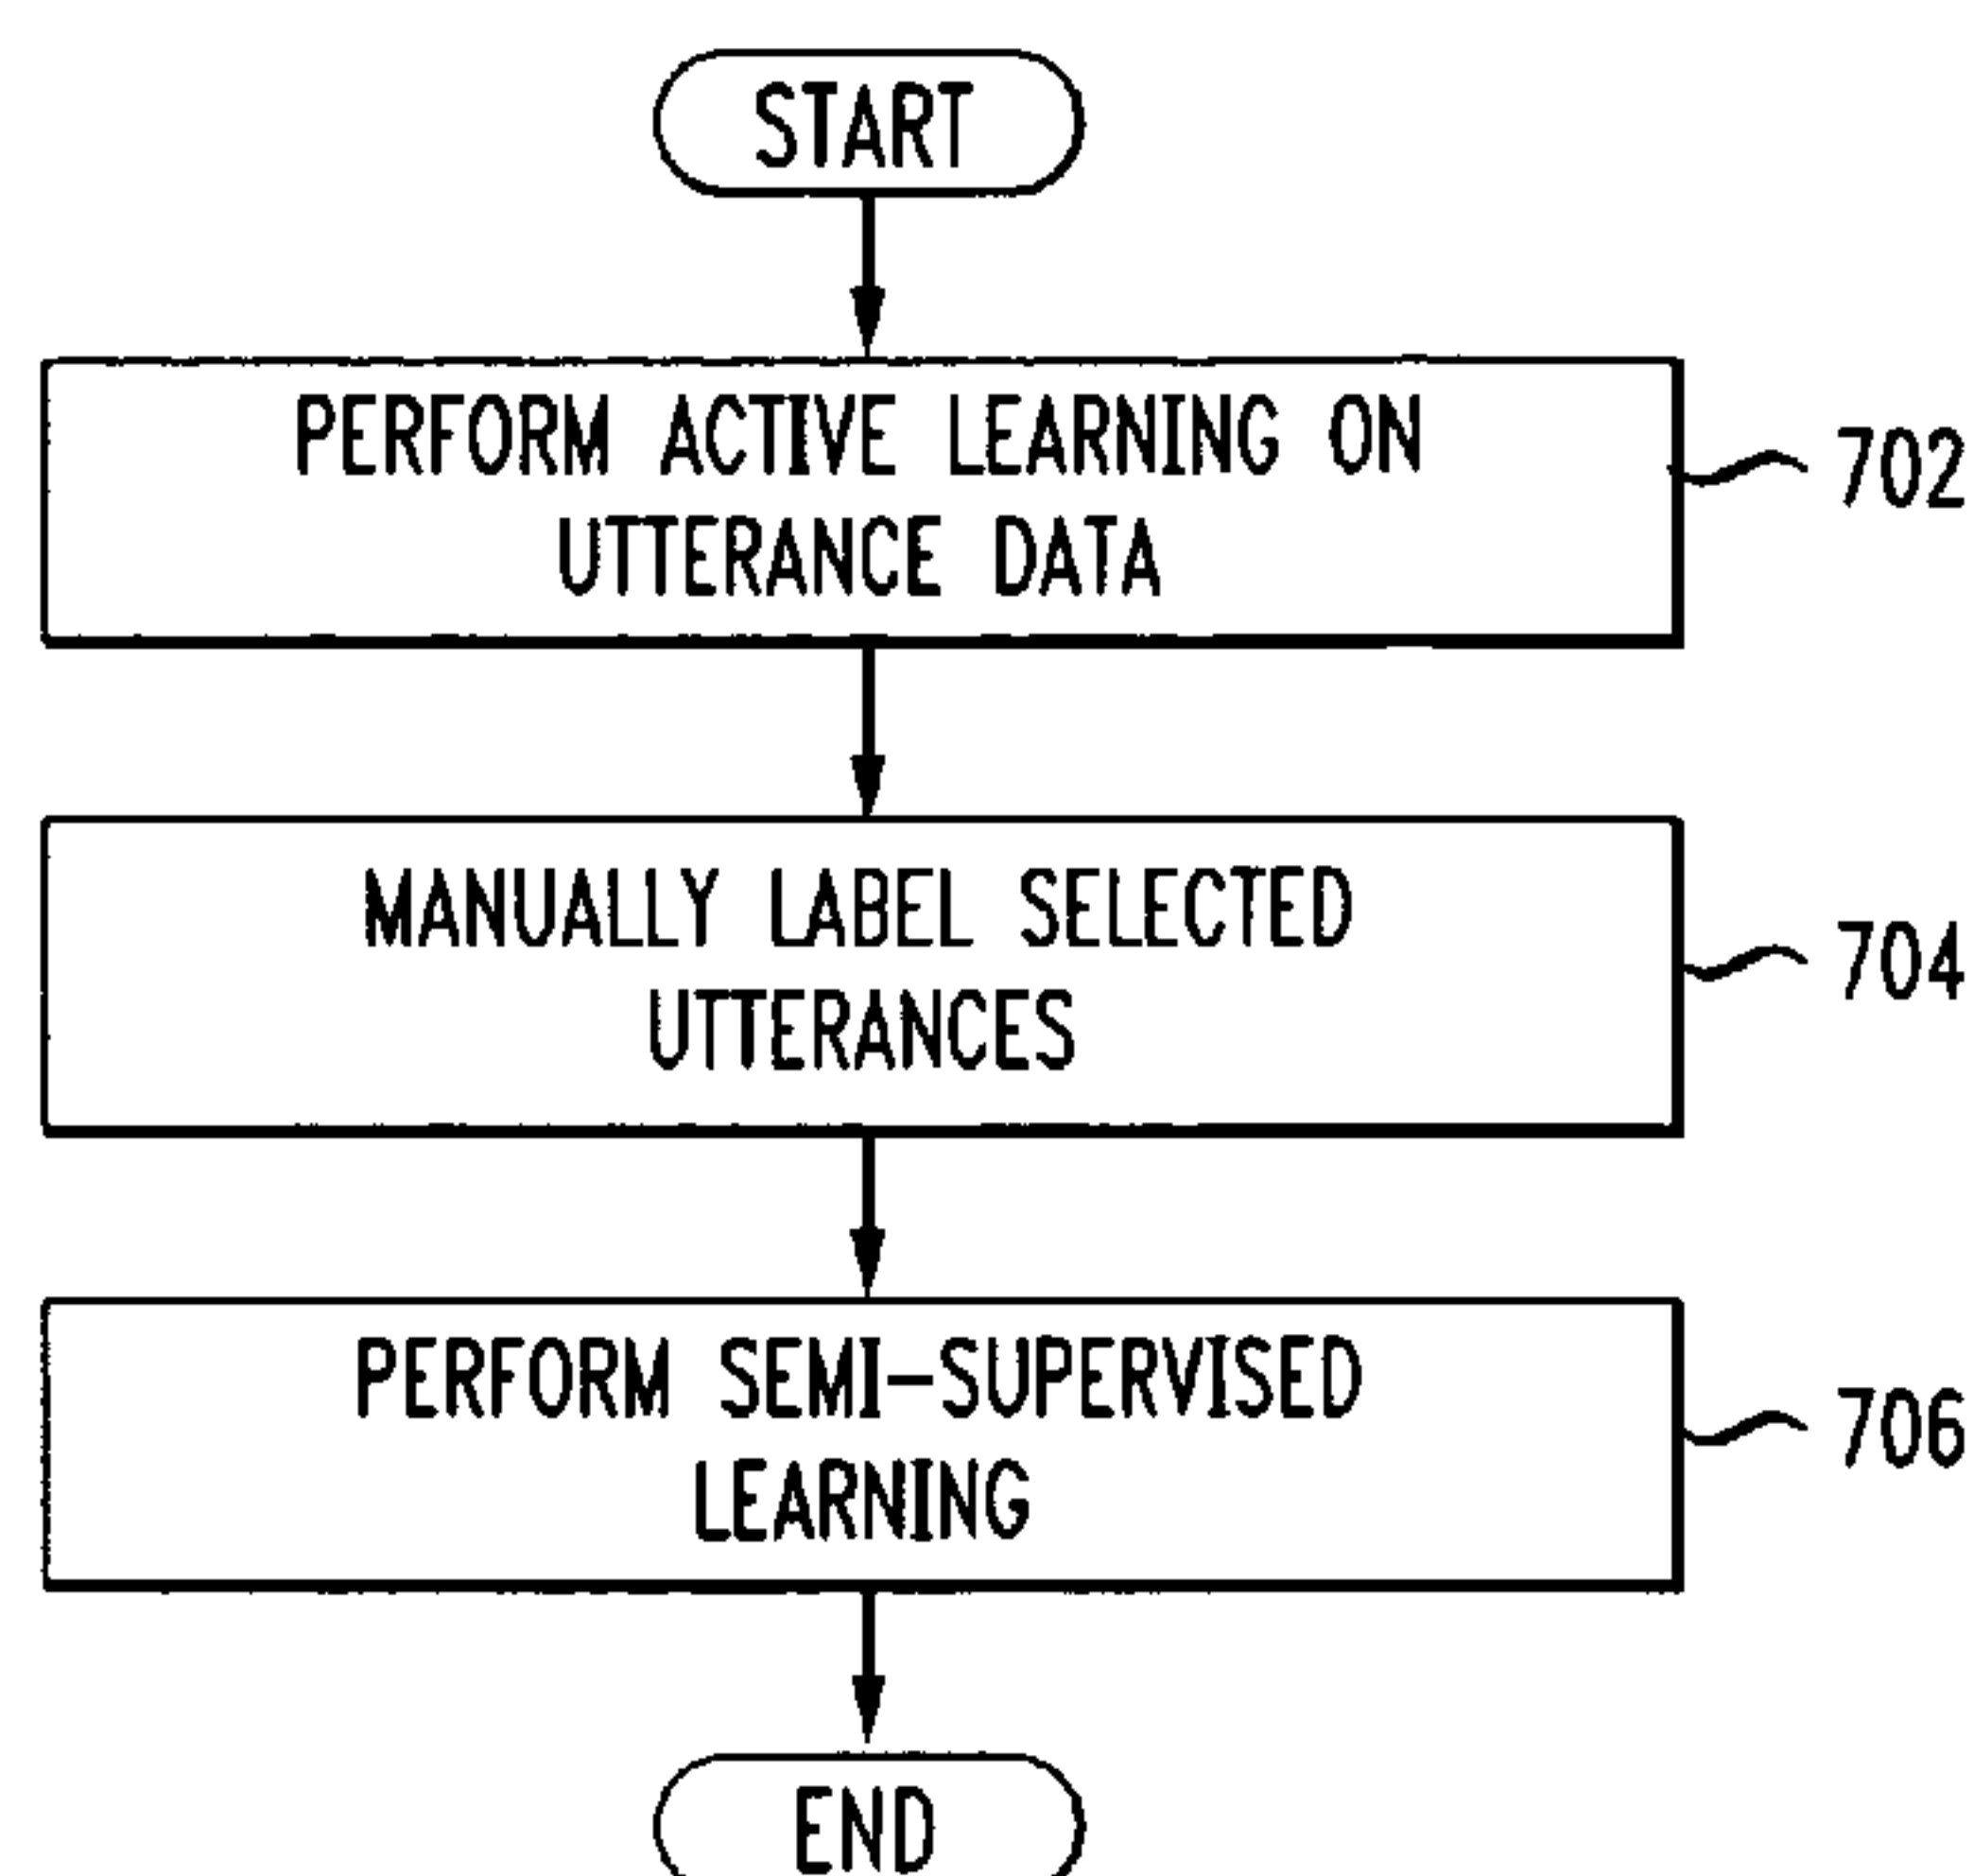 START
PERFORM ACTIVE LEARNING ON
UTTERANCE DATA
702
MANUALLY LABEL SELECTED
UTTERANCES
704
PERFORM SEMI-SUPERVISED
LEARNING
706
END